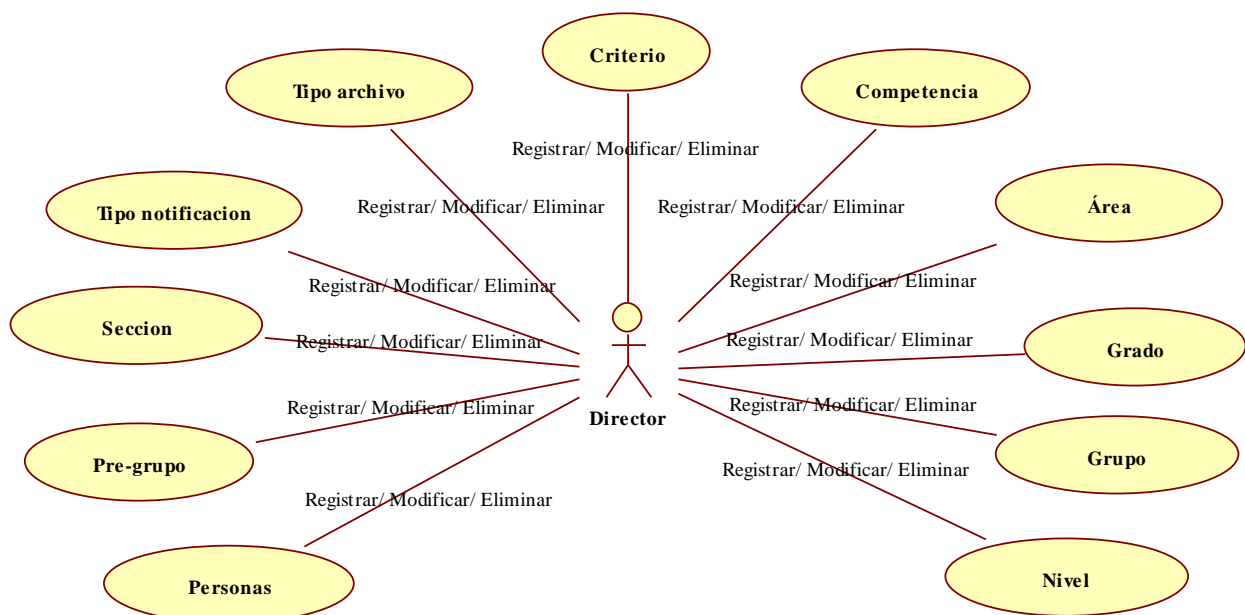 Criterio
Tipo archivo
Competencia
Registrar/ Modificar/ Eliminar
Tipo notificacion
Registrar/ Modificar/ Eliminar
Registrar/ Modificar/ Eliminar
Área
Registrar/ Modificar/ Eliminar
Registrar/ Modificar/ Eliminar
Seccion
Registrar/ Modificar/ Eliminar
Registrar/ Modificar/ Eliminar
Grado
Registrar/ Modificar/ Eliminar
Registrar/ Modificar/ Eliminar
Director
Pre-grupo
Grupo
Registrar/ Modificar/ Eliminar
Registrar/ Modificar/ Eliminar
Personas
Nivel